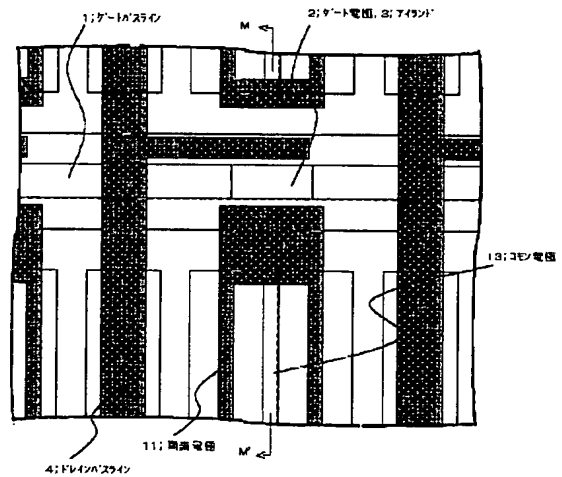 1;ゲートバスライン
M
2;ゲート電極,3;アイランド
13;コモン電極
11;画素電極
M'
4;ドレインバスライン